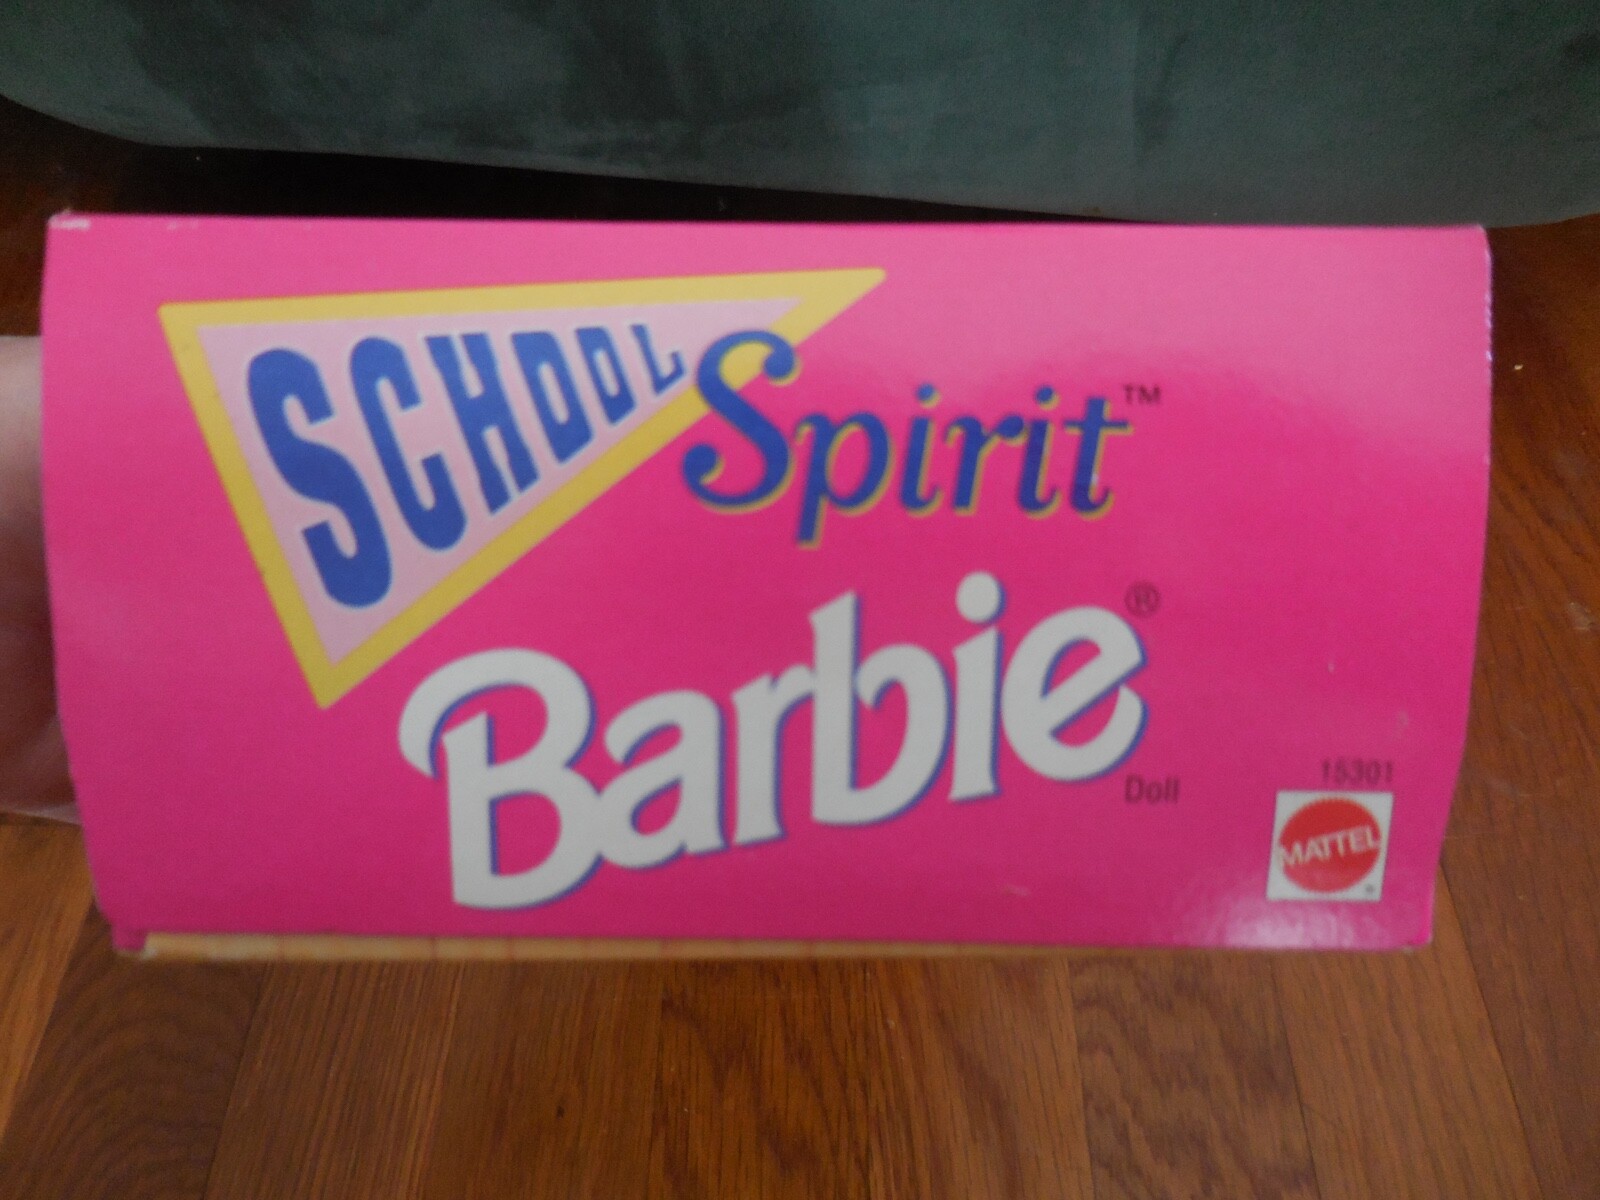 SCHOOL
Spirit™
Barbie®
Doll
15301
MATTEL®